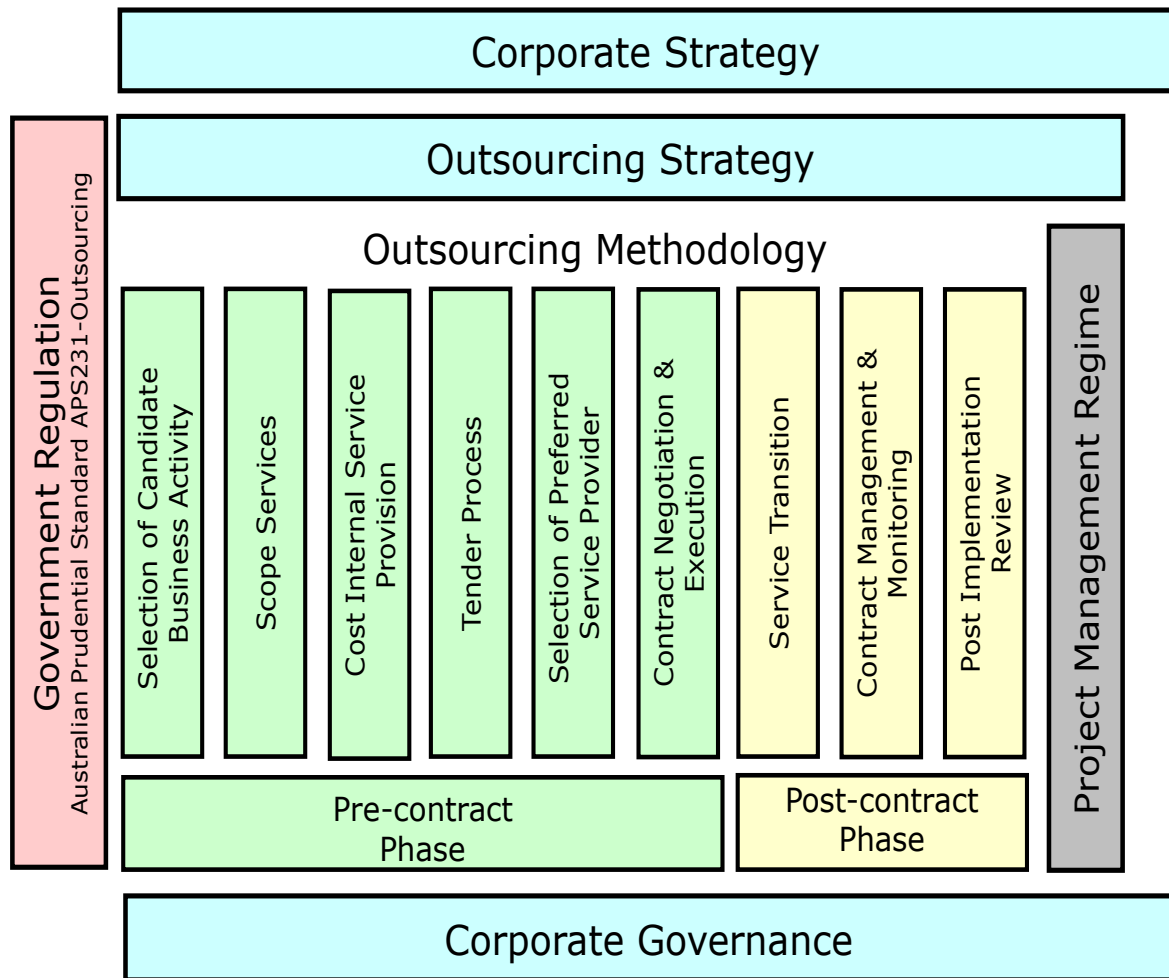 Corporate Strategy
Outsourcing Strategy
Government Regulation
Australian Prudential Standard APS231-Outsourcing
Outsourcing Methodology
Selection of Candidate
Business Activity
Scope Services
Cost Internal Service
Provision
Tender Process
Selection of Preferred
Service Provider
Contract Negotiation &
Execution
Service Transition
Contract Management &
Monitoring
Post Implementation
Review
Project Management Regime
Pre-contract
Phase
Post-contract
Phase
Corporate Governance